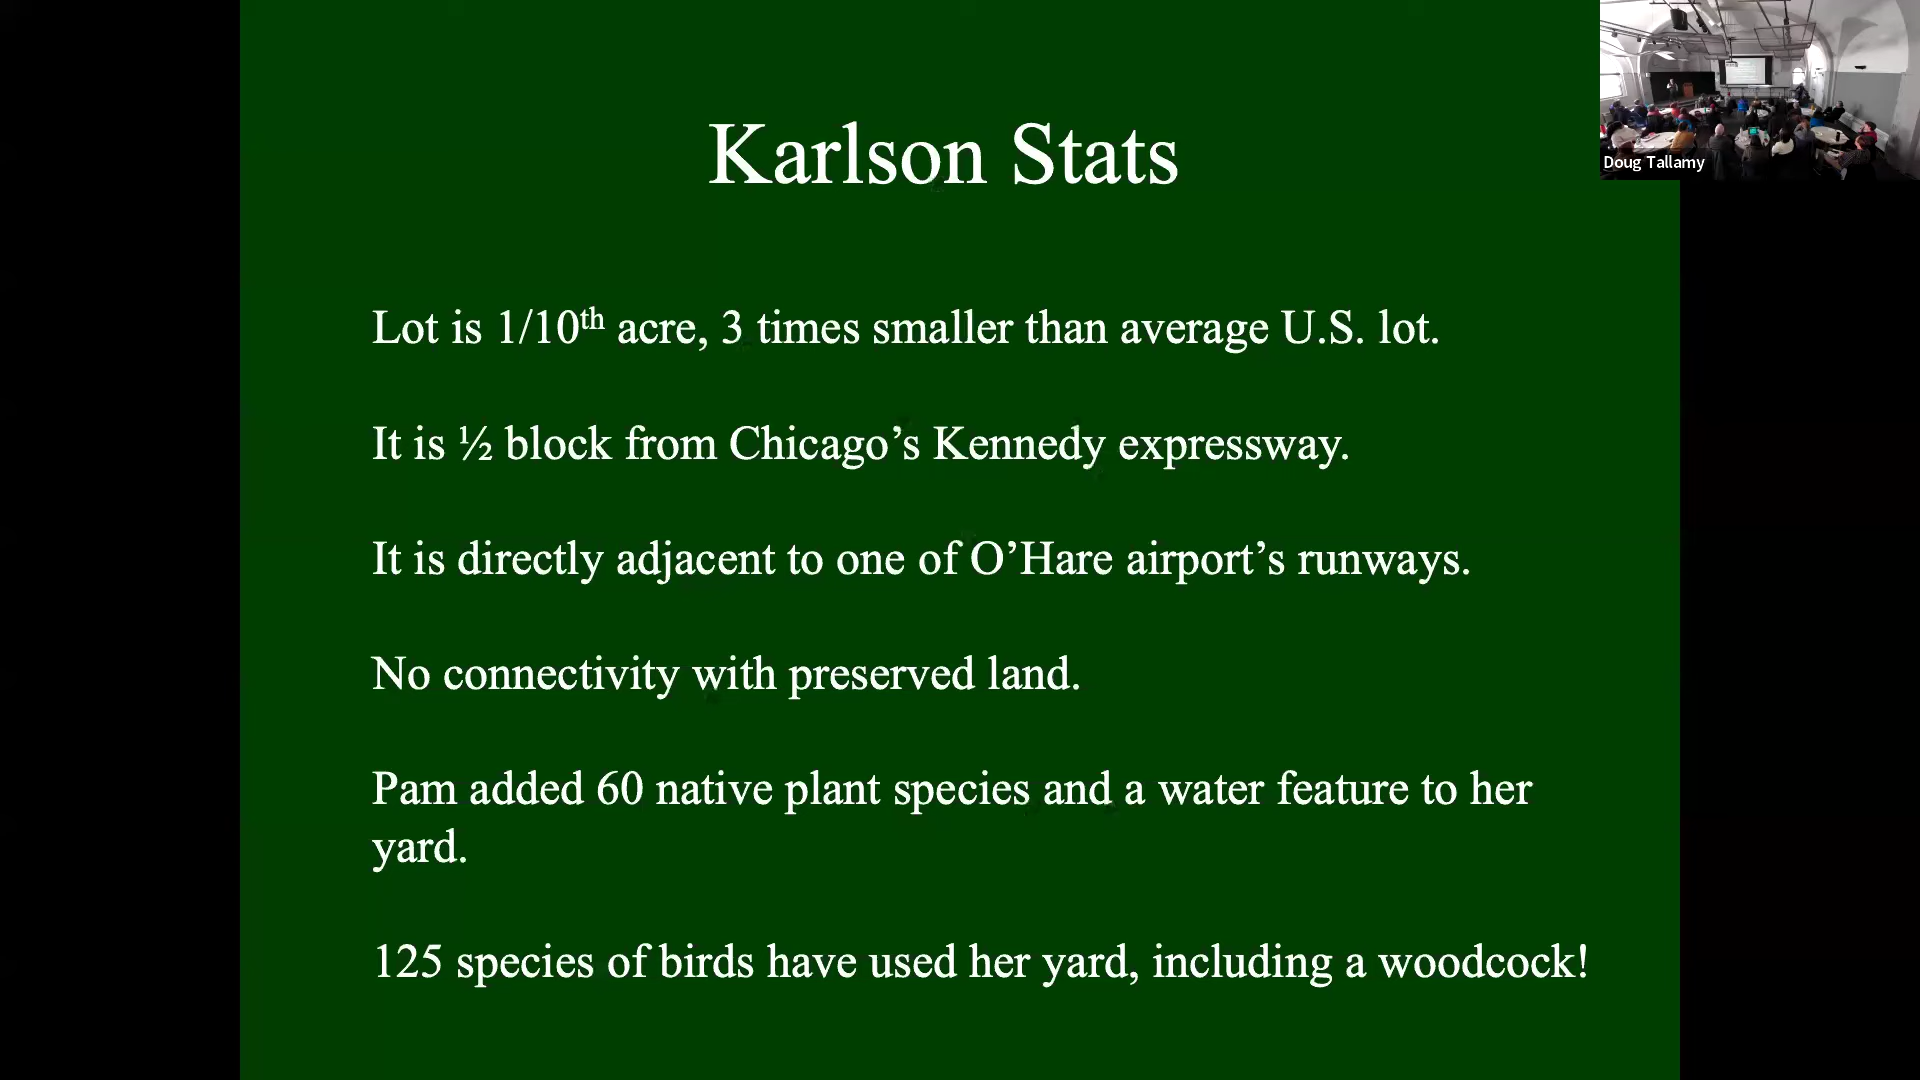 Karlson Stats
Doug Tallamy
Lot is 1/10th acre, 3 times smaller than average U.S. lot.
It is ½ block from Chicago’s Kennedy expressway.
It is directly adjacent to one of O’Hare airport’s runways.
No connectivity with preserved land.
Pam added 60 native plant species and a water feature to her
yard.
125 species of birds have used her yard, including a woodcock!